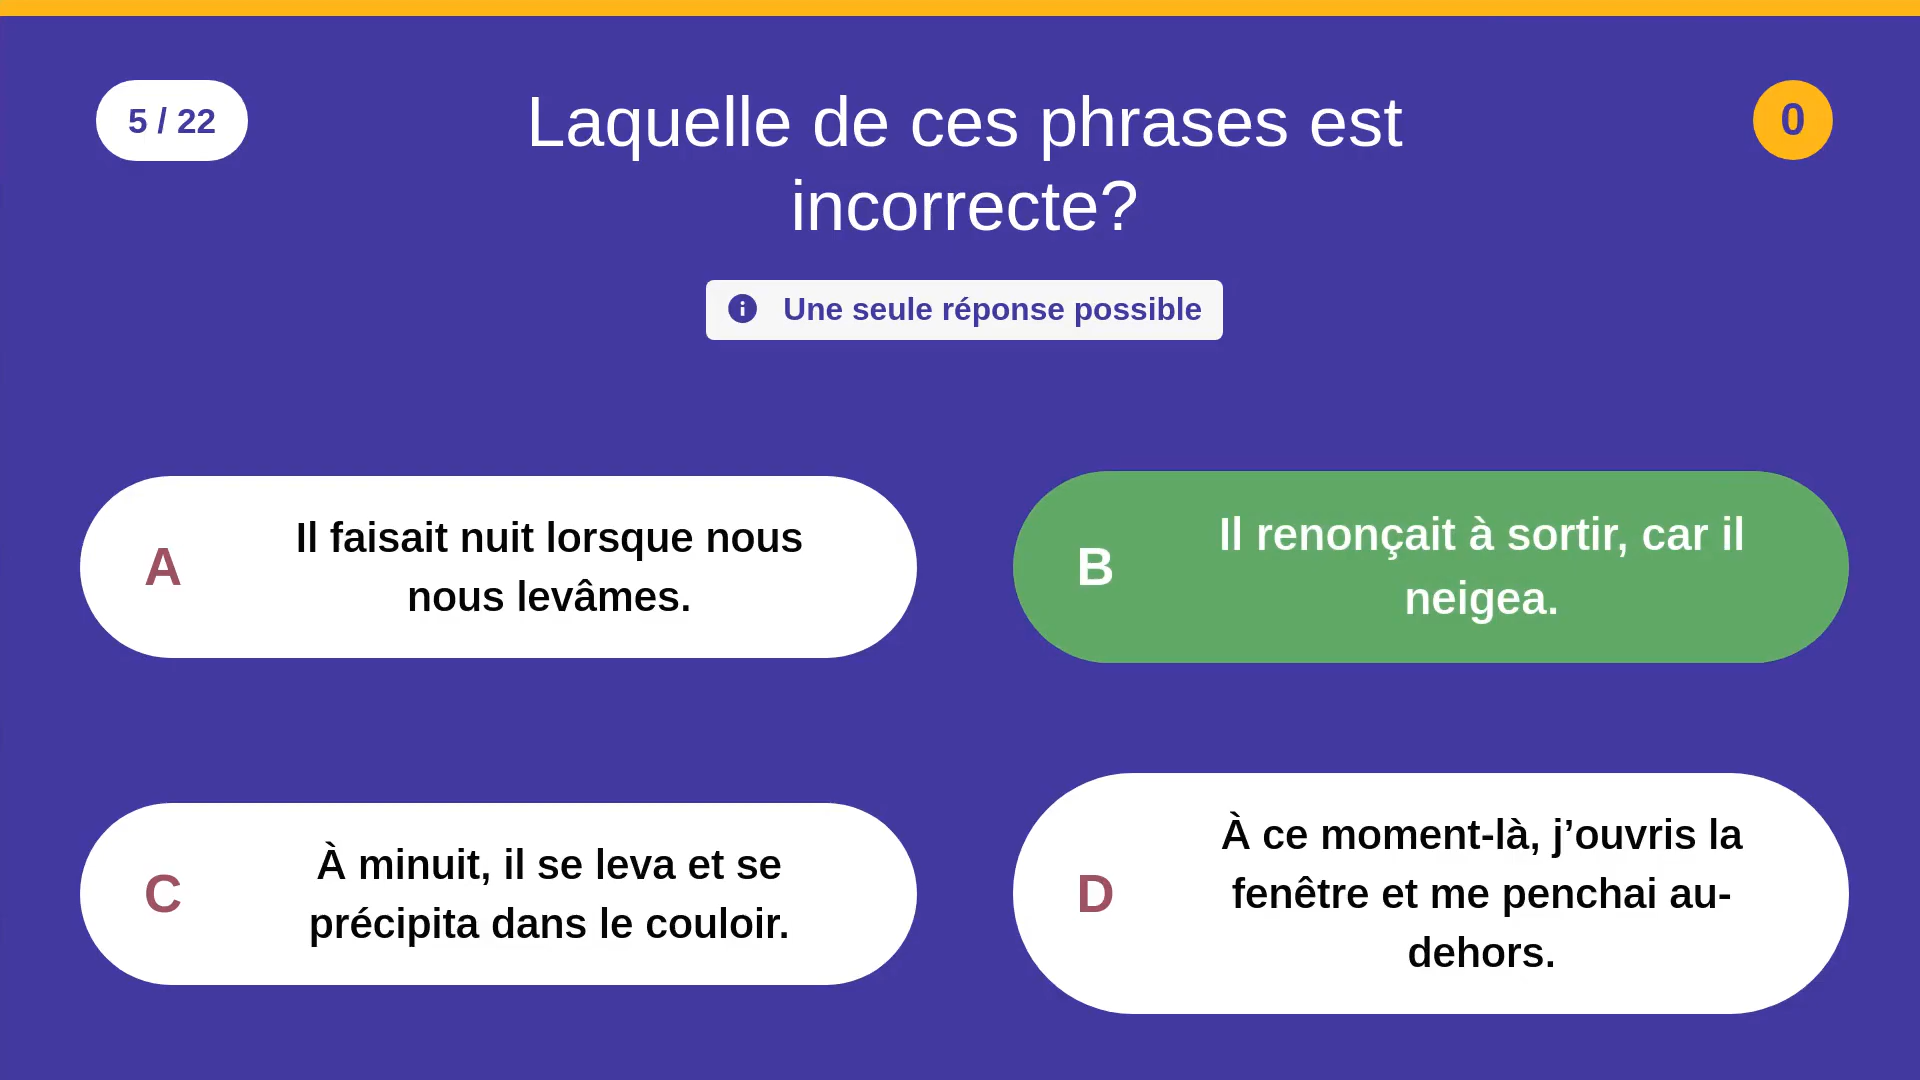 5 / 22
Laquelle de ces phrases est
incorrecte?
0
Une seule réponse possible
A
Il faisait nuit lorsque nous
nous levâmes.
B
Il renonçait à sortir, car il
neigea.
C
À minuit, il se leva et se
précipita dans le couloir.
D
À ce moment-là, j’ouvris la
fenêtre et me penchai au-
dehors.